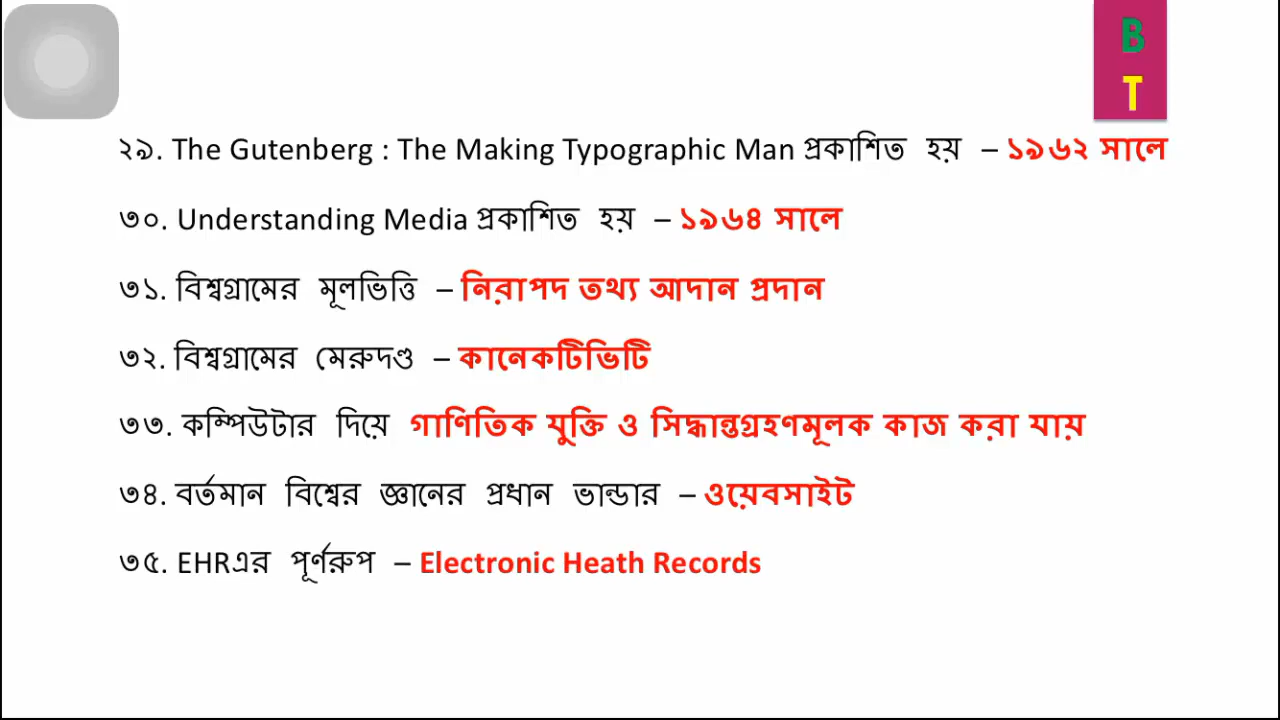 B
T
২৯. The Gutenberg : The Making Typographic Man প্রকাশিত হয় – ১৯৬২ সালে
৩০. Understanding Media প্রকাশিত হয় – ১৯৬৪ সালে
৩১. বিশ্বগ্রামের মূলভিত্তি – নিরাপদ তথ্য আদান প্রদান
৩২. বিশ্বগ্রামের মেরুদণ্ড – কানেকটিভিটি
৩৩. কম্পিউটার দিয়ে গাণিতিক যুক্তি ও সিদ্ধান্তগ্রহণমূলক কাজ করা যায়
৩৪. বর্তমান বিশ্বের জ্ঞানের প্রধান ভান্ডার – ওয়েবসাইট
৩৫. EHRএর পূর্ণরুপ – Electronic Heath Records